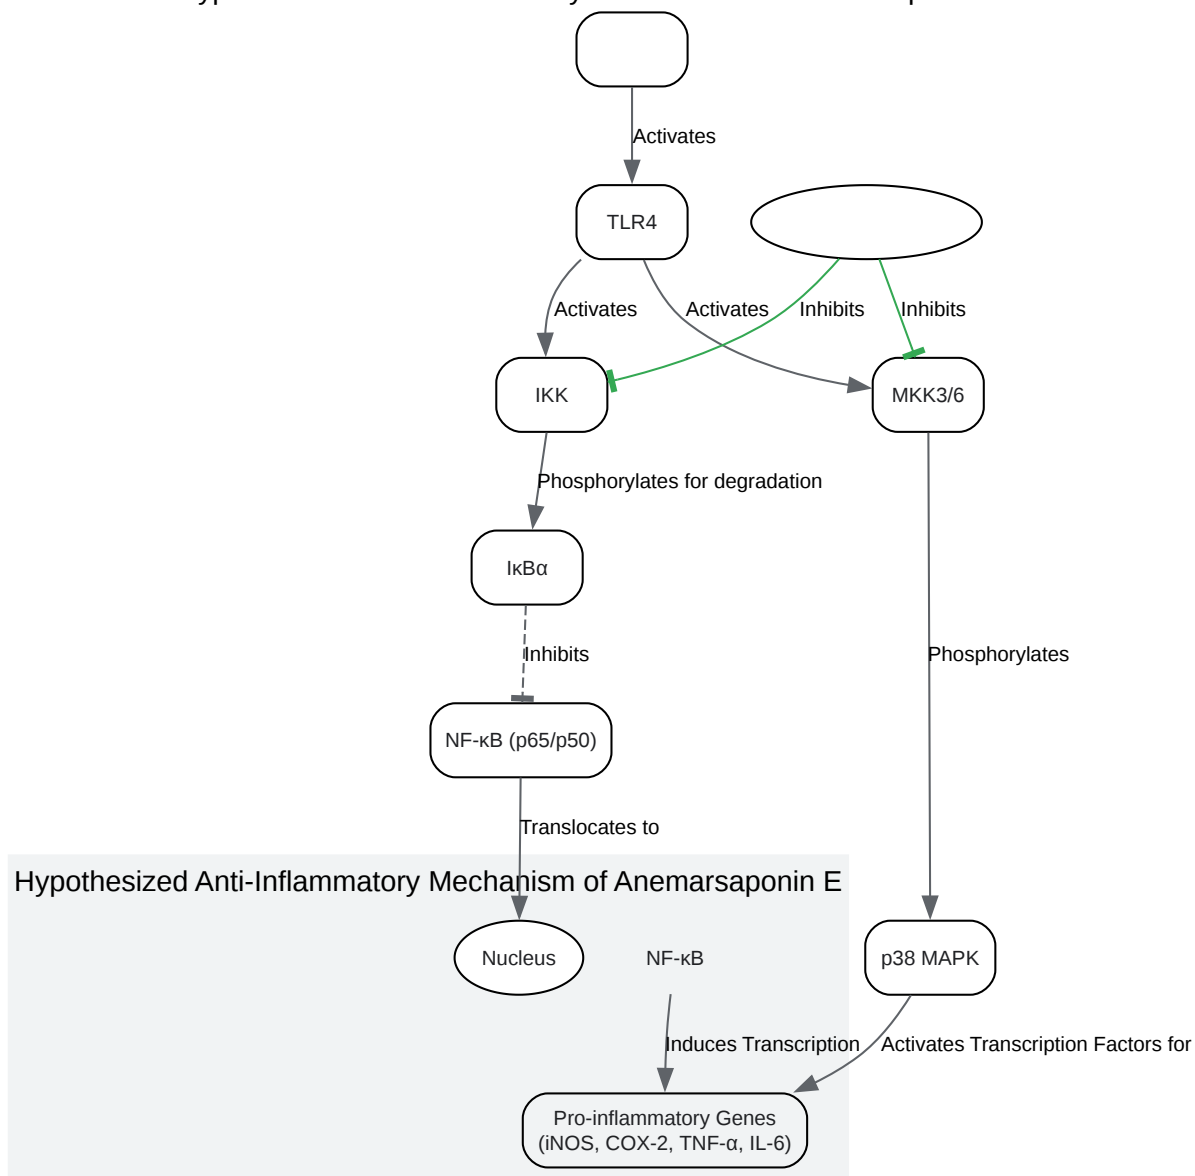 Activates
TLR4
Activates
Activates
Inhibits
Inhibits
IKK
MKK3/6
Phosphorylates for degradation
IκBα
Inhibits
Phosphorylates
NF-κB (p65/p50)
Translocates to
Hypothesized Anti-Inflammatory Mechanism of Anemarsaponin E
Nucleus
NF-κB
p38 MAPK
Induces Transcription
Activates Transcription Factors for
Pro-inflammatory Genes
(iNOS, COX-2, TNF-α, IL-6)